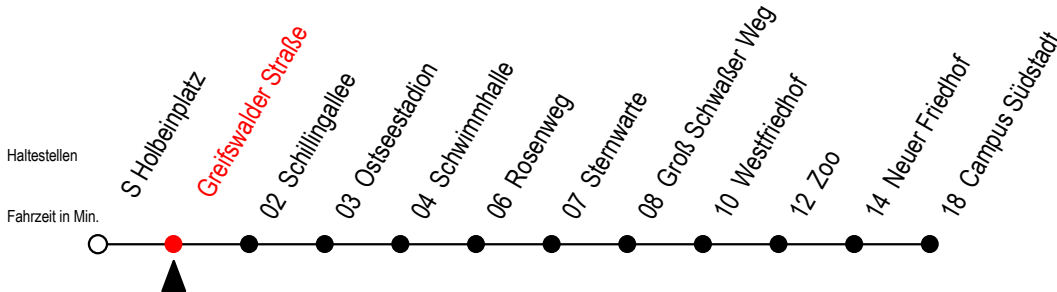 Haltestellen
Fahrzeit in Min.
S Holbeinplatz
Greifswalder Straße
02 Schillingallee
03 Ostseestadion
04 Schwimmhalle
06 Rosenweg
07 Sternwarte
08 Groß Schwaßer Weg
10 Westfriedhof
12 Zoo
14 Neuer Friedhof
18 Campus Südstadt